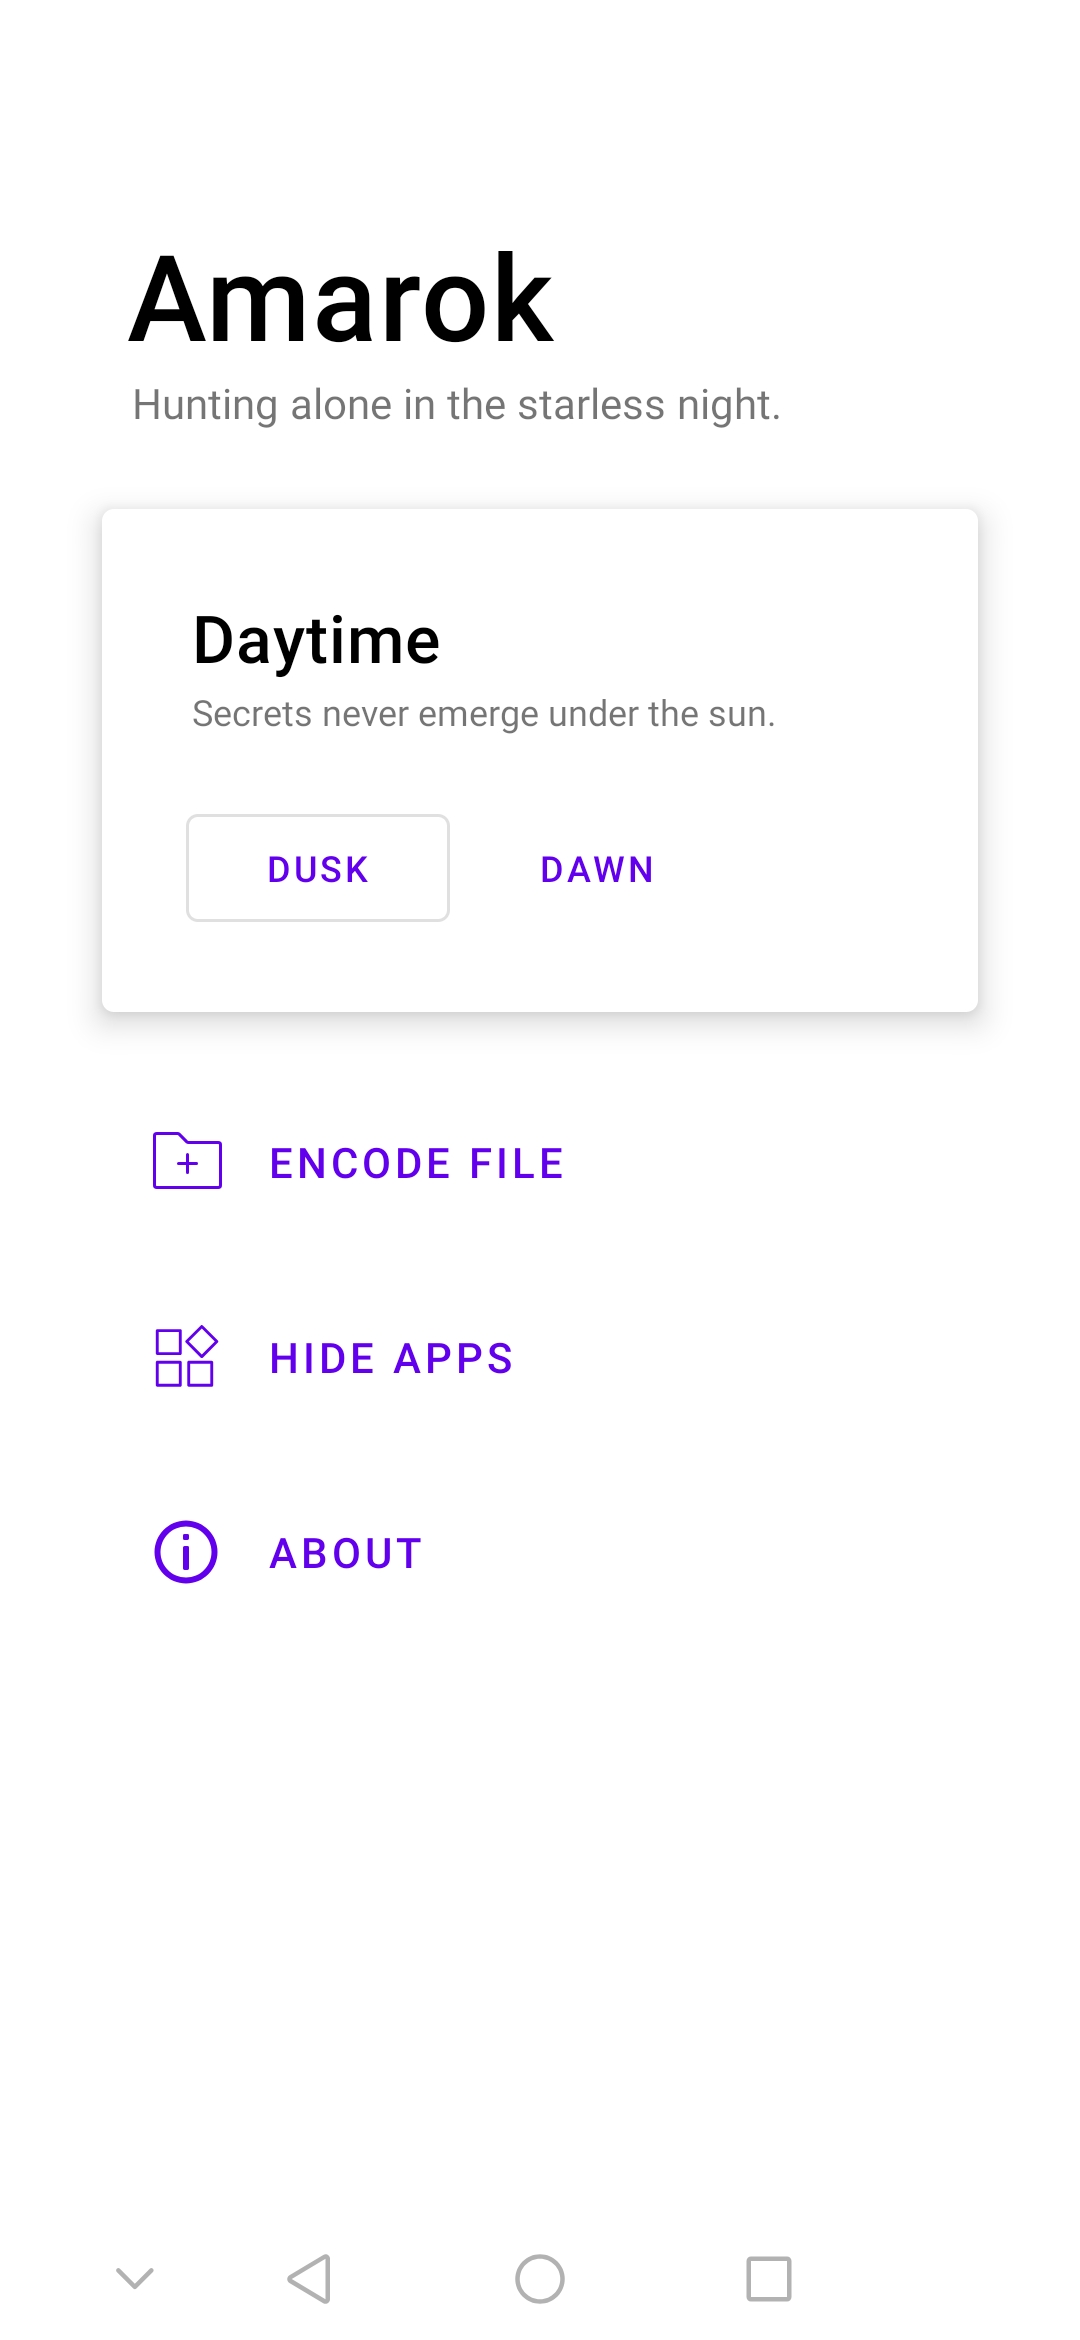 Amarok
Hunting alone in the starless night.
Daytime
Secrets never emerge under the sun.
DUSK DAWN
ENCODE FILE
HIDE APPS
ABOUT